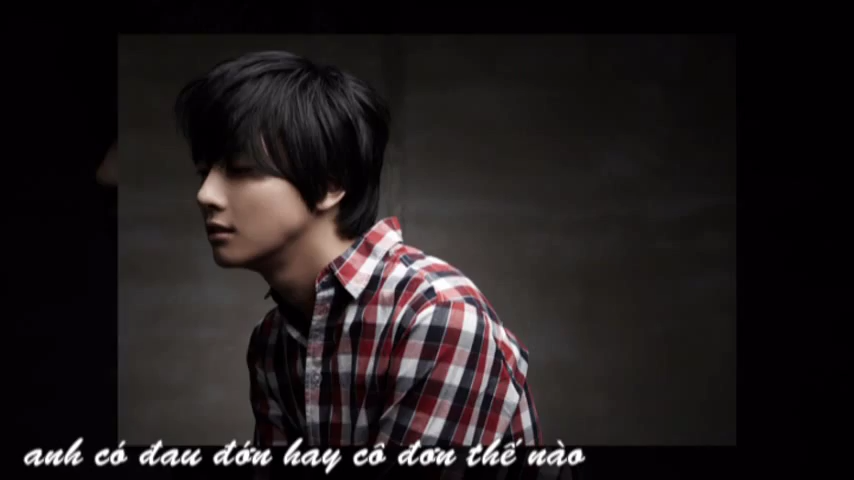 anh có đau đớn hay cô đơn thế nào